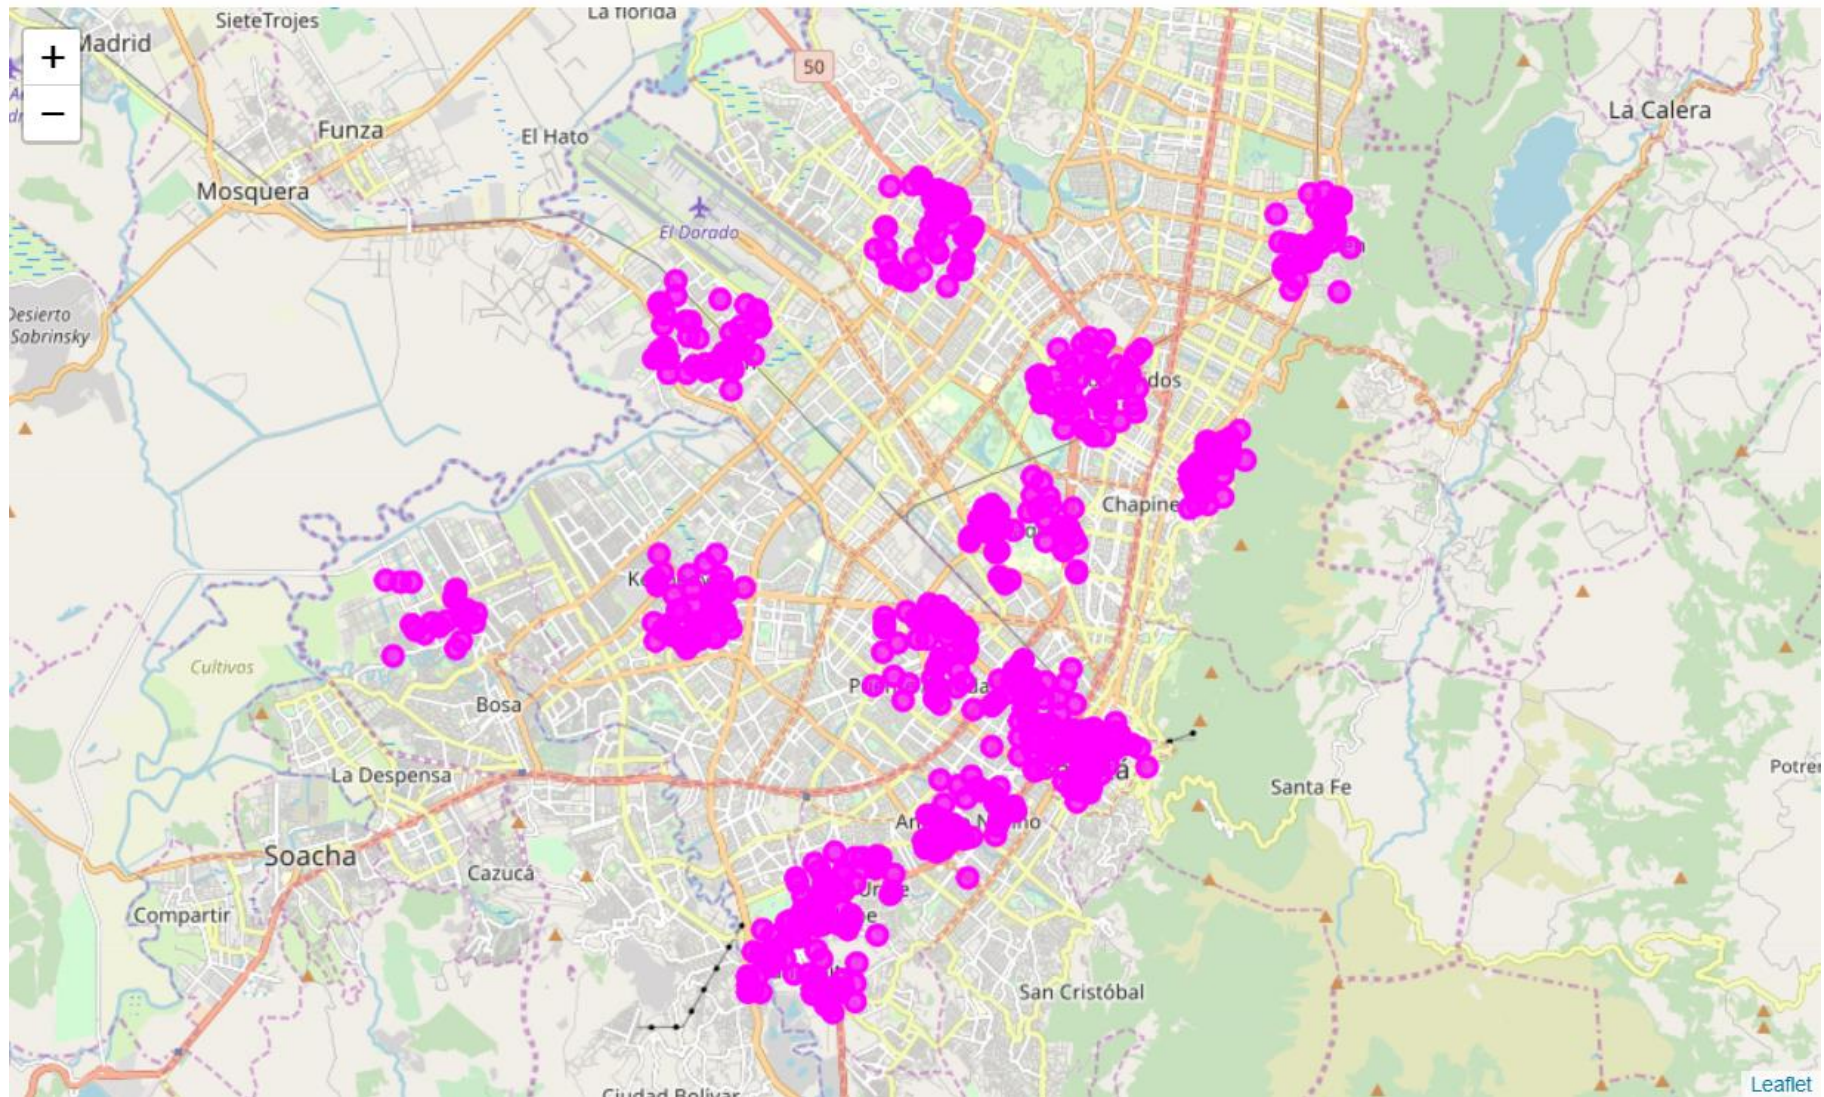 SieteTrojes
La florida
Madrid
+
50
−
La Calera
Funza
El Hato
Mosquera
El Dorado
Desierto
Sabrinsky
Chapine
Cultivos
Bosa
La Despensa
Potrer
Santa Fe
Soacha
Cazucá
Compartir
San Cristóbal
Ciudad Bolívar
Leaflet